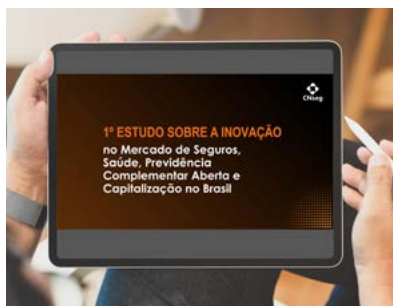 CNseg
1º ESTUDO SOBRE A INOVAÇÃO
no Mercado de Seguros,
Saúde, Previdência
Complementar Aberta e
Capitalização no Brasil